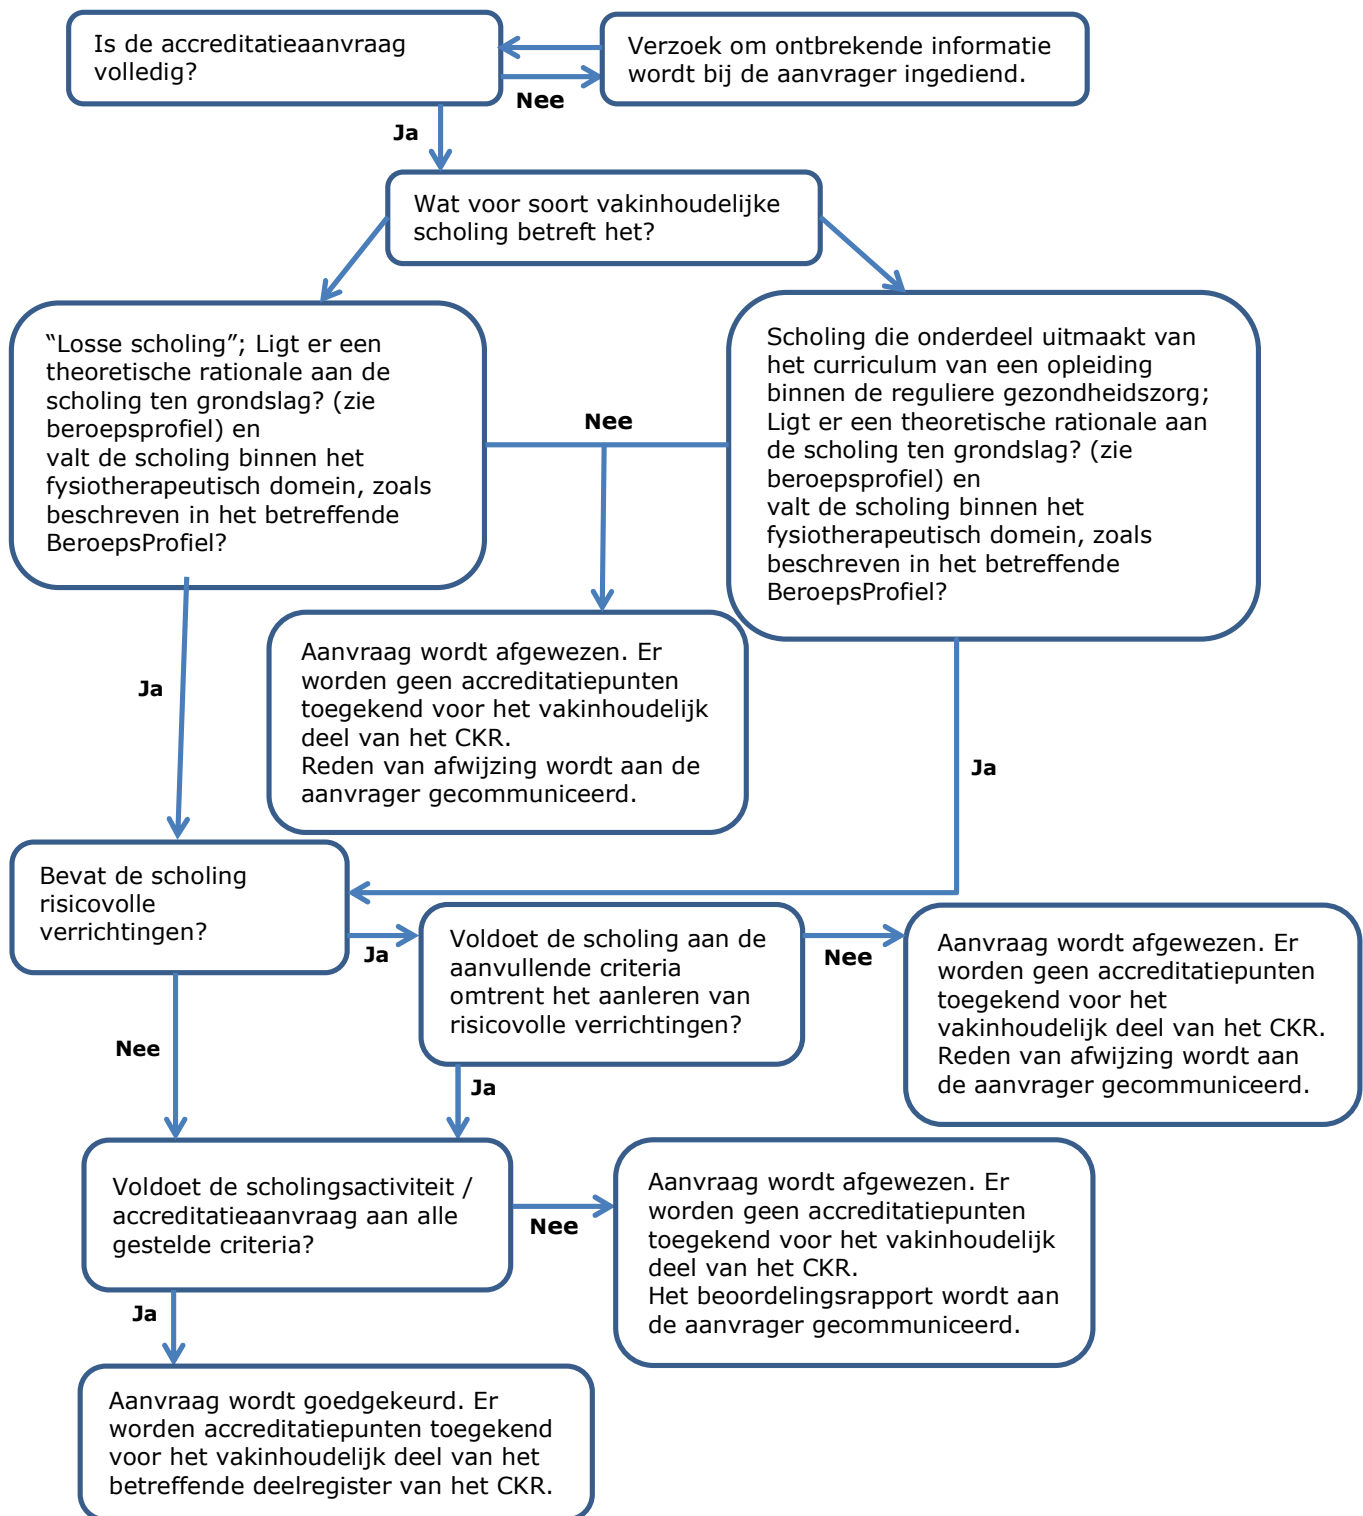 Is de accreditatieaanvraag
volledig?
Verzoek om ontbrekende informatie
wordt bij de aanvrager ingediend.
Nee
Ja
Wat voor soort vakinhoudelijke
scholing betreft het?
“Losse scholing”; Ligt er een
theoretische rationale aan de
scholing ten grondslag? (zie
beroepsprofiel) en
valt de scholing binnen het
fysiotherapeutisch domein, zoals
beschreven in het betreffende
BeroepsProfiel?
Nee
Scholing die onderdeel uitmaakt van
het curriculum van een opleiding
binnen de reguliere gezondheidszorg;
Ligt er een theoretische rationale aan
de scholing ten grondslag? (zie
beroepsprofiel) en
valt de scholing binnen het
fysiotherapeutisch domein, zoals
beschreven in het betreffende
BeroepsProfiel?
Aanvraag wordt afgewezen. Er
worden geen accreditatiepunten
toegekend voor het vakinhoudelijk
deel van het CKR.
Reden van afwijzing wordt aan de
aanvrager gecommuniceerd.
Ja
Ja
Bevat de scholing
risicovolle
verrichtingen?
Ja
Voldoet de scholing aan de
aanvullende criteria
omtrent het aanleren van
risicovolle verrichtingen?
Nee
Aanvraag wordt afgewezen. Er
worden geen accreditatiepunten
toegekend voor het
vakinhoudelijk deel van het CKR.
Reden van afwijzing wordt aan
de aanvrager gecommuniceerd.
Nee
Ja
Voldoet de scholingsactiviteit /
accreditatieaanvraag aan alle
gestelde criteria?
Nee
Aanvraag wordt afgewezen. Er
worden geen accreditatiepunten
toegekend voor het vakinhoudelijk
deel van het CKR.
Het beoordelingsrapport wordt aan
de aanvrager gecommuniceerd.
Ja
Aanvraag wordt goedgekeurd. Er
worden accreditatiepunten toegekend
voor het vakinhoudelijk deel van het
betreffende deelregister van het CKR.